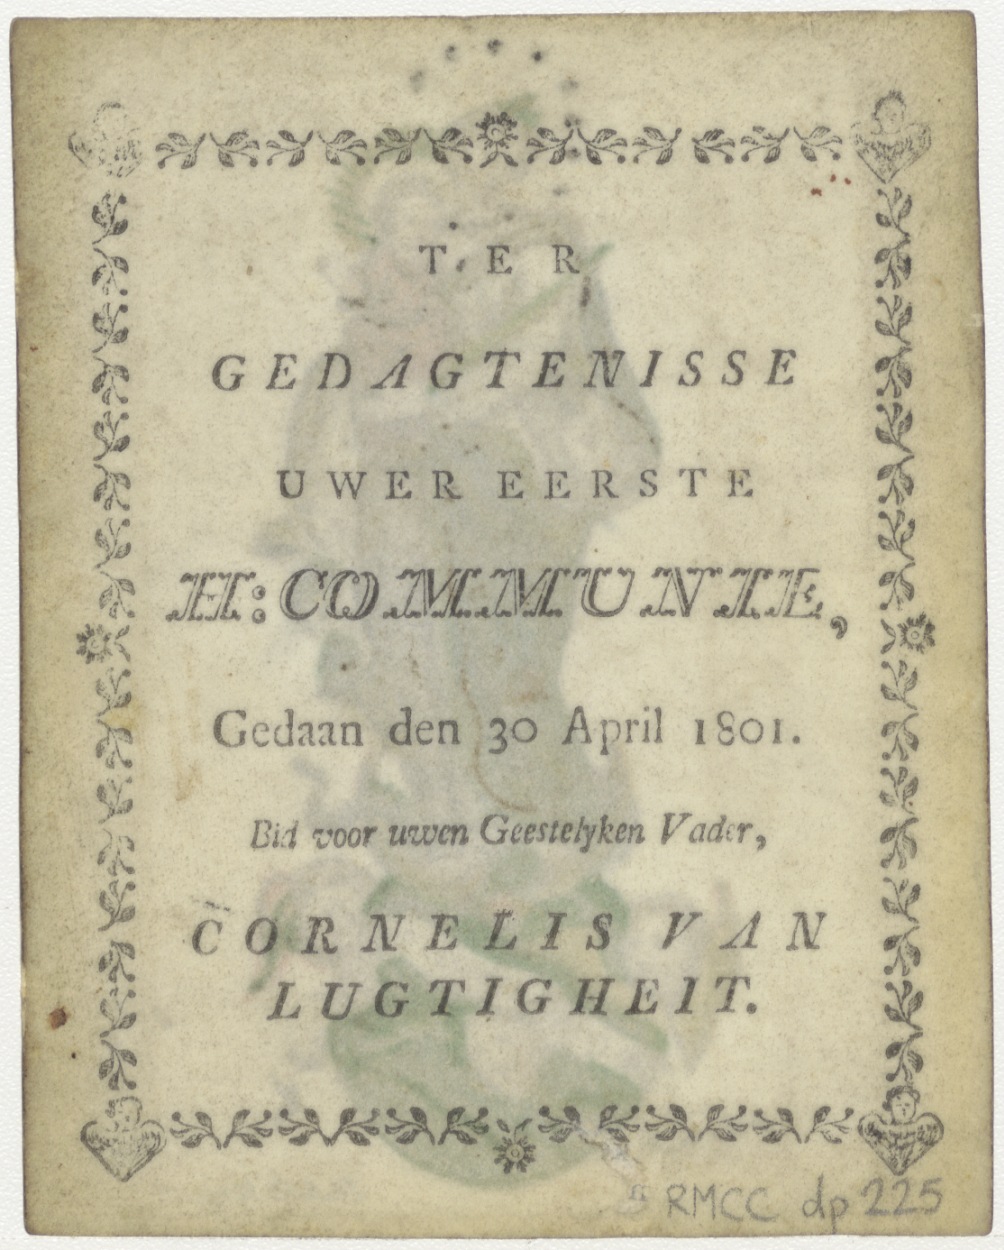 TER
GEDAGTENISSE
UWER EERSTE
H: COMMUNIE,
Gedaan den 30 April 1801.
Bid voor uwen Geestelyken Vader,
CORNELIS VAN
LUGTIGHEIT.
RMCC dp 225